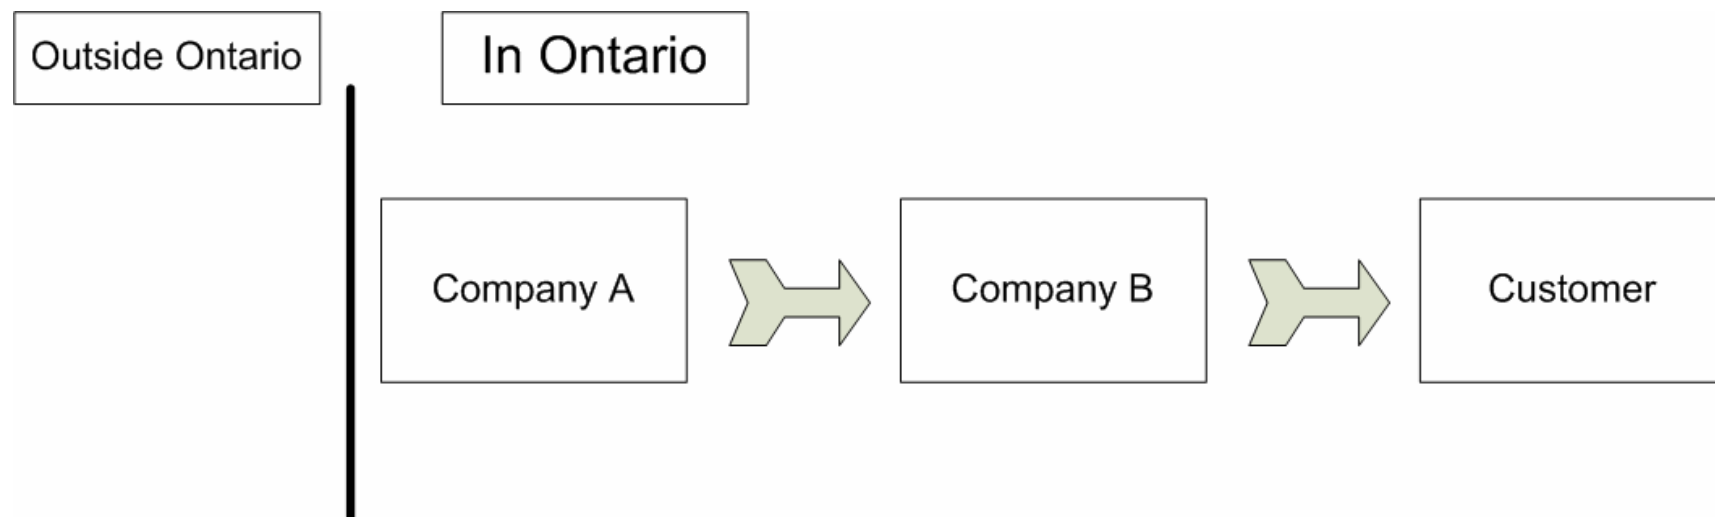 Outside Ontario
In Ontario
Company A
Company B
Customer